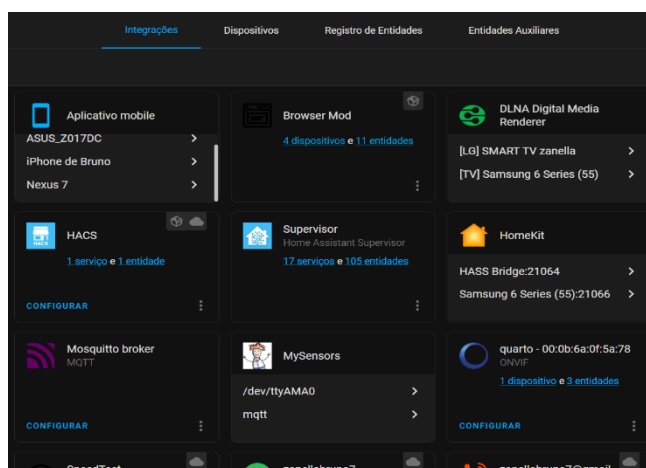 Integrações
Dispositivos
Registro de Entidades
Entidades Auxiliares
Aplicativo mobile
ASUS_Z017DC
iPhone de Bruno
Nexus 7
Browser Mod
4 dispositivos e 11 entidades
DLNA Digital Media
Renderer
[LG] SMART TV zanella
[TV] Samsung 6 Series (55)
HACS
HACS
1 serviço e 1 entidade
CONFIGURAR
Supervisor
Home Assistant Supervisor
17 serviços e 105 entidades
HomeKit
HASS Bridge:21064
Samsung 6 Series (55):21066
Mosquitto broker
MQTT
CONFIGURAR
MySensors
/dev/ttyAMA0
mqtt
quarto - 00:0b:6a:0f:5a:78
ONVIF
1 dispositivo e 3 entidades
CONFIGURAR